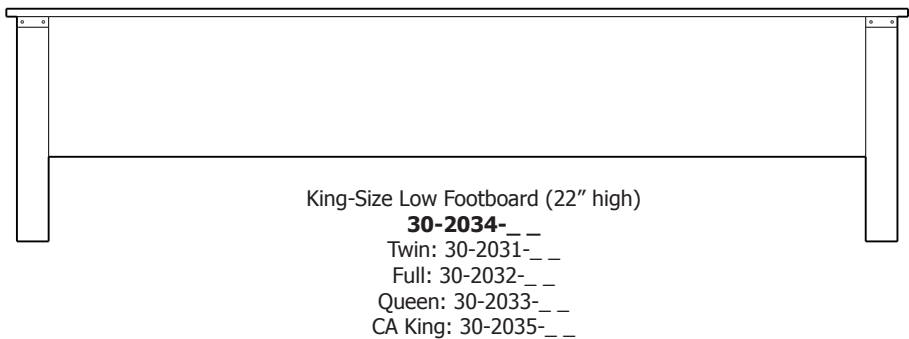 King-Size Low Footboard (22” high)
30-2034-_ _
Twin: 30-2031-_ _
Full: 30-2032-_ _
Queen: 30-2033-_ _
CA King: 30-2035-_ _